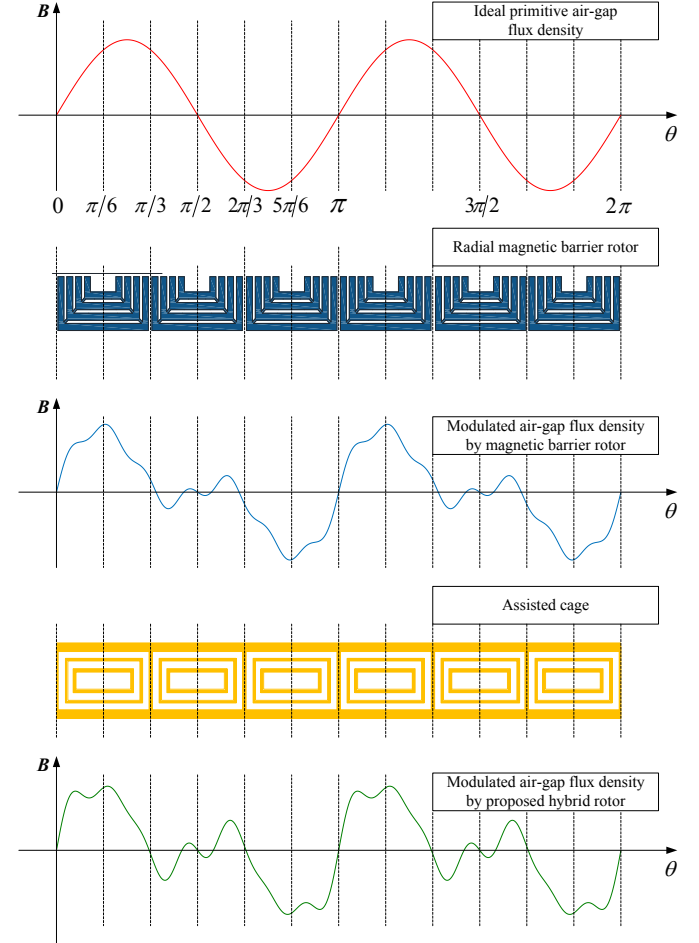 B
Ideal primitive air-gap
flux density
θ
0 π/6 π/3 π/2 2π/3 5π/6 π 3π/2 2π
Radial magnetic barrier rotor
B
Modulated air-gap flux density
by magnetic barrier rotor
θ
Assisted cage
B
Modulated air-gap flux density
by proposed hybrid rotor
θ